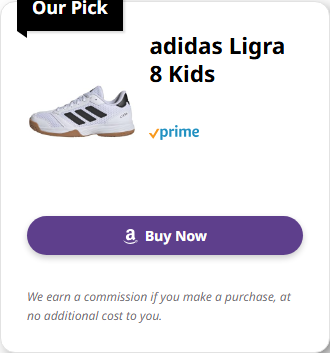 Our Pick
adidas Ligra
8 Kids
prime
Buy Now
We earn a commission if you make a purchase, at
no additional cost to you.